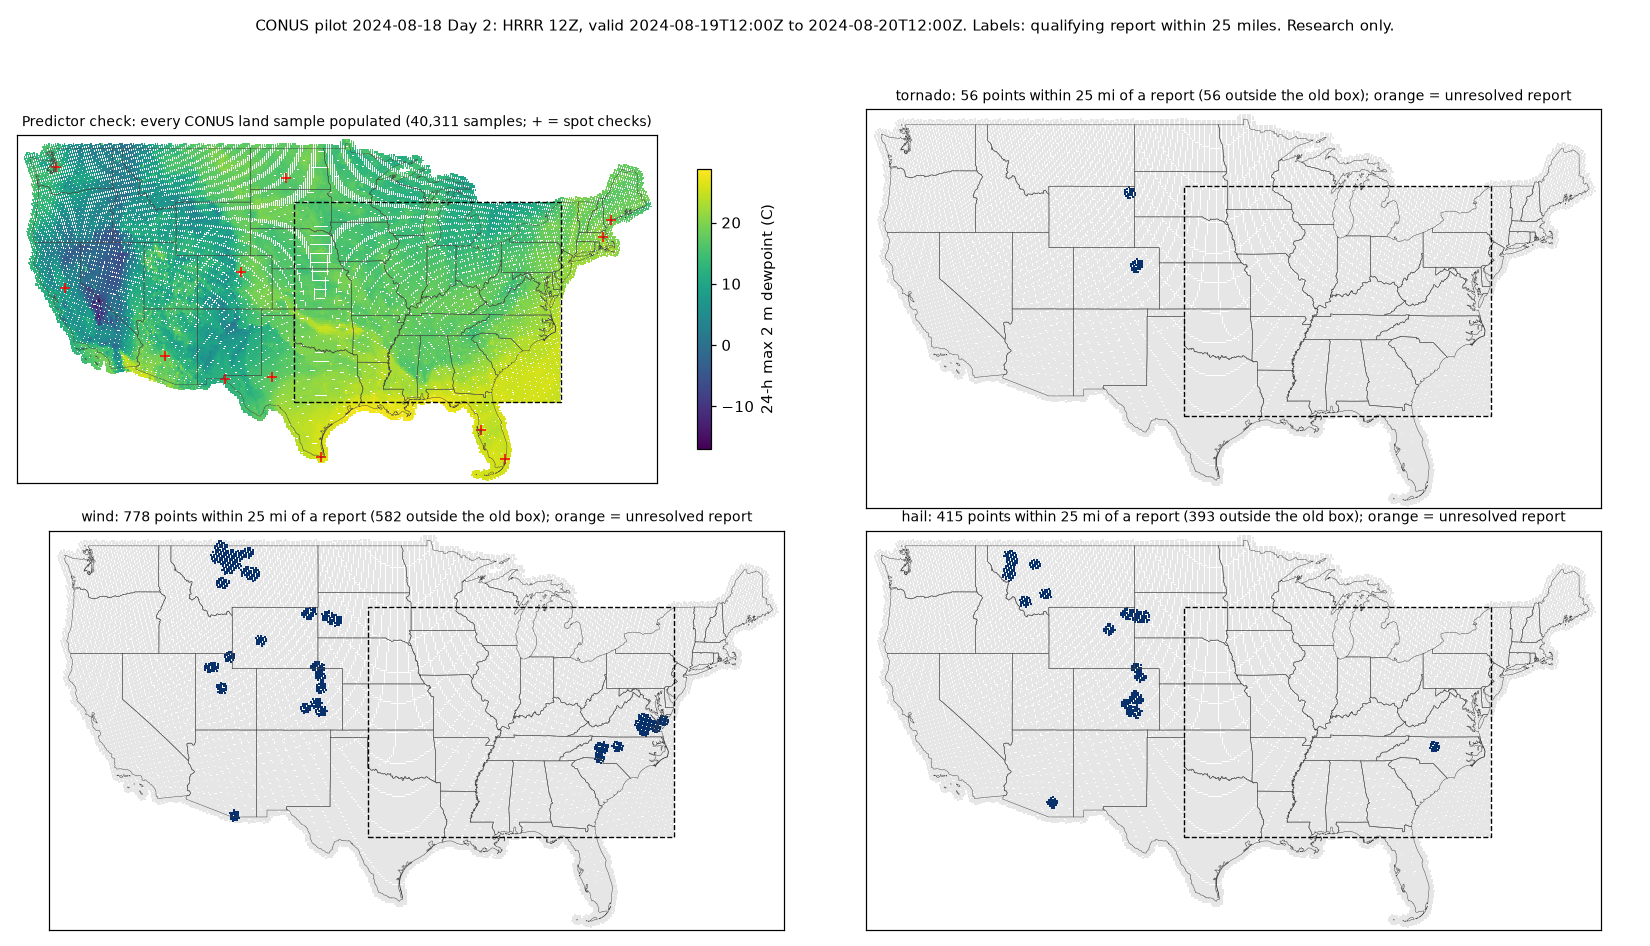 CONUS pilot 2024-08-18 Day 2: HRRR 12Z, valid 2024-08-19T12:00Z to 2024-08-20T12:00Z. Labels: qualifying report within 25 miles. Research only.
Predictor check: every CONUS land sample populated (40,311 samples; + = spot checks)
20
10
0
−10
24-h max 2 m dewpoint (C)
tornado: 56 points within 25 mi of a report (56 outside the old box); orange = unresolved report
wind: 778 points within 25 mi of a report (582 outside the old box); orange = unresolved report
hail: 415 points within 25 mi of a report (393 outside the old box); orange = unresolved report